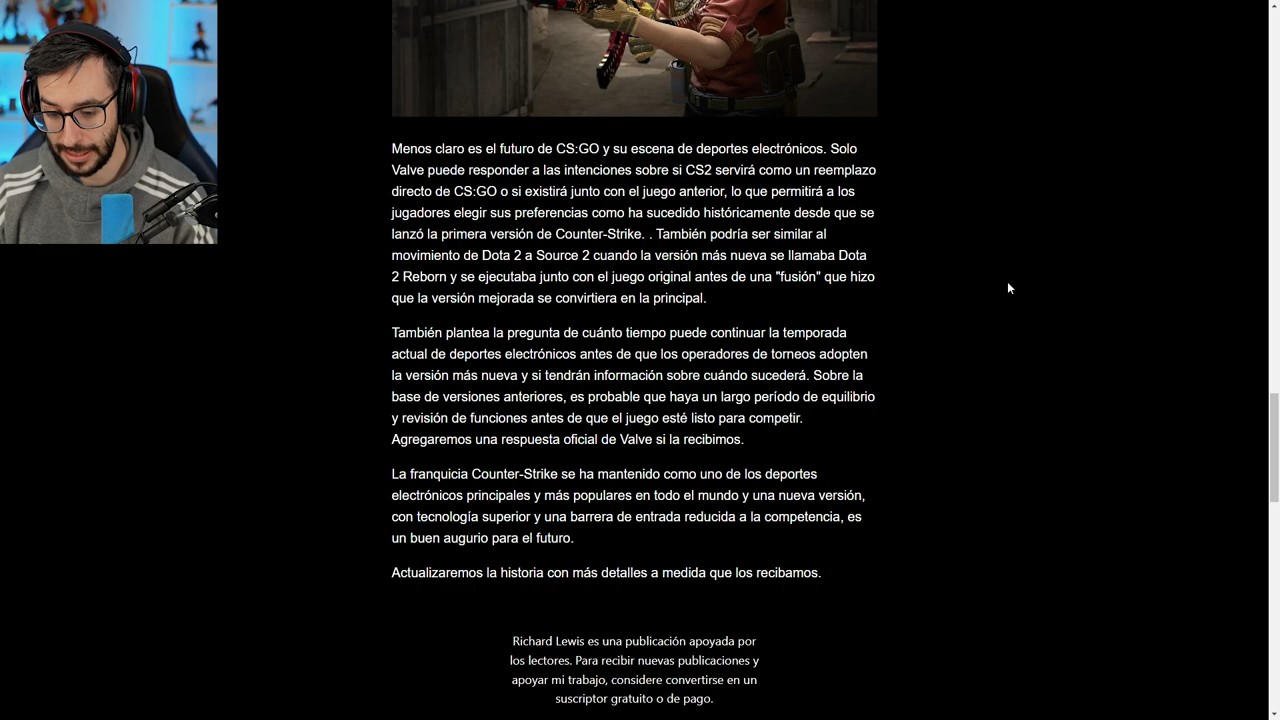 Menos claro es el futuro de CS:GO y su escena de deportes electrónicos. Solo
Valve puede responder a las intenciones sobre si CS2 servirá como un reemplazo
directo de CS:GO o si existirá junto con el juego anterior, lo que permitirá a los
jugadores elegir sus preferencias como ha sucedido históricamente desde que se
lanzó la primera versión de Counter-Strike. . También podría ser similar al
movimiento de Dota 2 a Source 2 cuando la versión más nueva se llamaba Dota
2 Reborn y se ejecutaba junto con el juego original antes de una "fusión" que hizo
que la versión mejorada se convirtiera en la principal.
También plantea la pregunta de cuánto tiempo puede continuar la temporada
actual de deportes electrónicos antes de que los operadores de torneos adopten
la versión más nueva y si tendrán información sobre cuándo sucederá. Sobre la
base de versiones anteriores, es probable que haya un largo período de equilibrio
y revisión de funciones antes de que el juego esté listo para competir.
Agregaremos una respuesta oficial de Valve si la recibimos.
La franquicia Counter-Strike se ha mantenido como uno de los deportes
electrónicos principales y más populares en todo el mundo y una nueva versión,
con tecnología superior y una barrera de entrada reducida a la competencia, es
un buen augurio para el futuro.
Actualizaremos la historia con más detalles a medida que los recibamos.
Richard Lewis es una publicación apoyada por
los lectores. Para recibir nuevas publicaciones y
apoyar mi trabajo, considere convertirse en un
suscriptor gratuito o de pago.